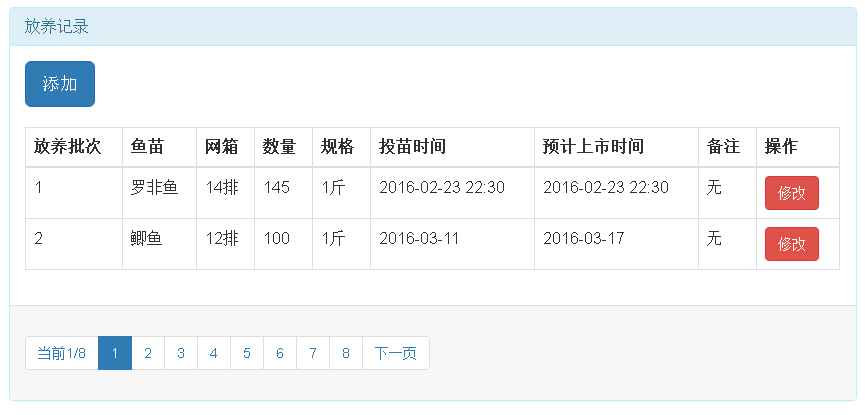 放养记录
添加
放养批次 鱼苗 网箱 数量 规格 投苗时间 预计上市时间 备注 操作
1 罗非鱼 14排 145 1斤 2016-02-23 22:30 2016-02-23 22:30 无 修改
2 鲫鱼 12排 100 1斤 2016-03-11 2016-03-17 无 修改
当前1/8 1 2 3 4 5 6 7 8 下一页